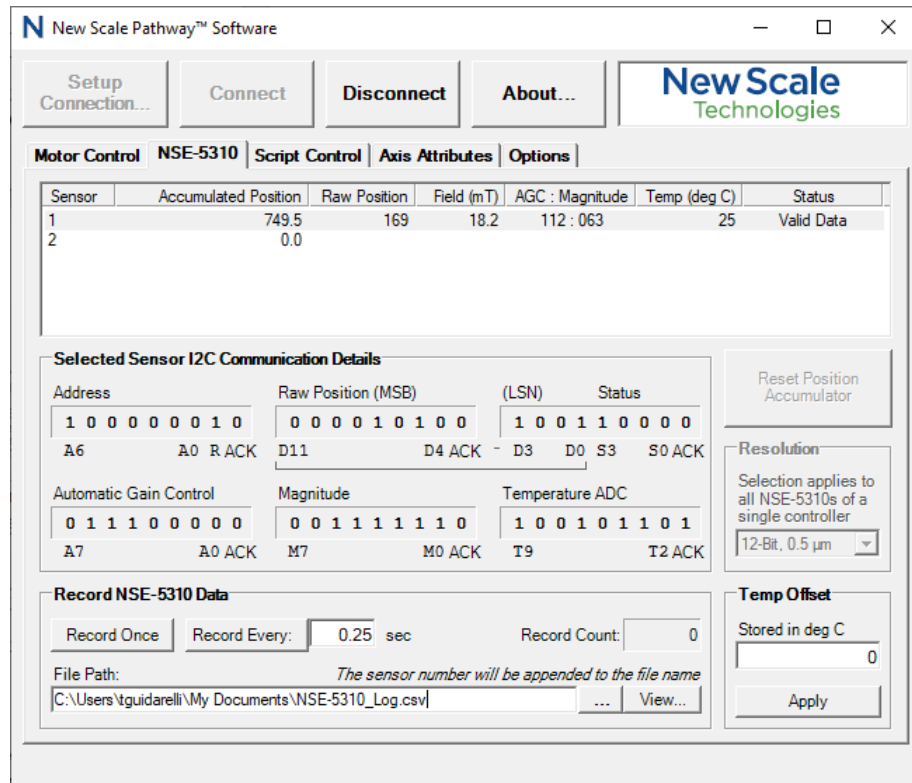 N New Scale Pathway™ Software
Setup Connection... Connect Disconnect About... New Scale Technologies
Motor Control NSE-5310 Script Control Axis Attributes Options
Sensor Accumulated Position Raw Position Field (mT) AGC : Magnitude Temp (deg C) Status
1 749.5 169 18.2 112 : 063 25 Valid Data
2 0.0
Selected Sensor I2C Communication Details
Address Raw Position (MSB) (LSN) Status
1 0 0 0 0 0 0 1 0 0 0 0 0 1 0 1 0 0 1 0 0 1 1 0 0 0 0
A6 A0 R ACK D11 D4 ACK - D3 D0 S3 S0 ACK
Automatic Gain Control Magnitude Temperature ADC
0 1 1 1 0 0 0 0 0 0 0 1 1 1 1 1 1 0 1 0 0 1 0 1 1 0 1
A7 A0 ACK M7 M0 ACK T9 T2 ACK
Reset Position
Accumulator
Resolution
Selection applies to
all NSE-5310s of a
single controller
12-Bit, 0.5 µm
Record NSE-5310 Data
Record Once Record Every: 0.25 sec Record Count: 0
File Path: The sensor number will be appended to the file name
C:\Users\tguidarelli\My Documents\NSE-5310_Log.csv ... View...
Temp Offset
Stored in deg C
0
Apply